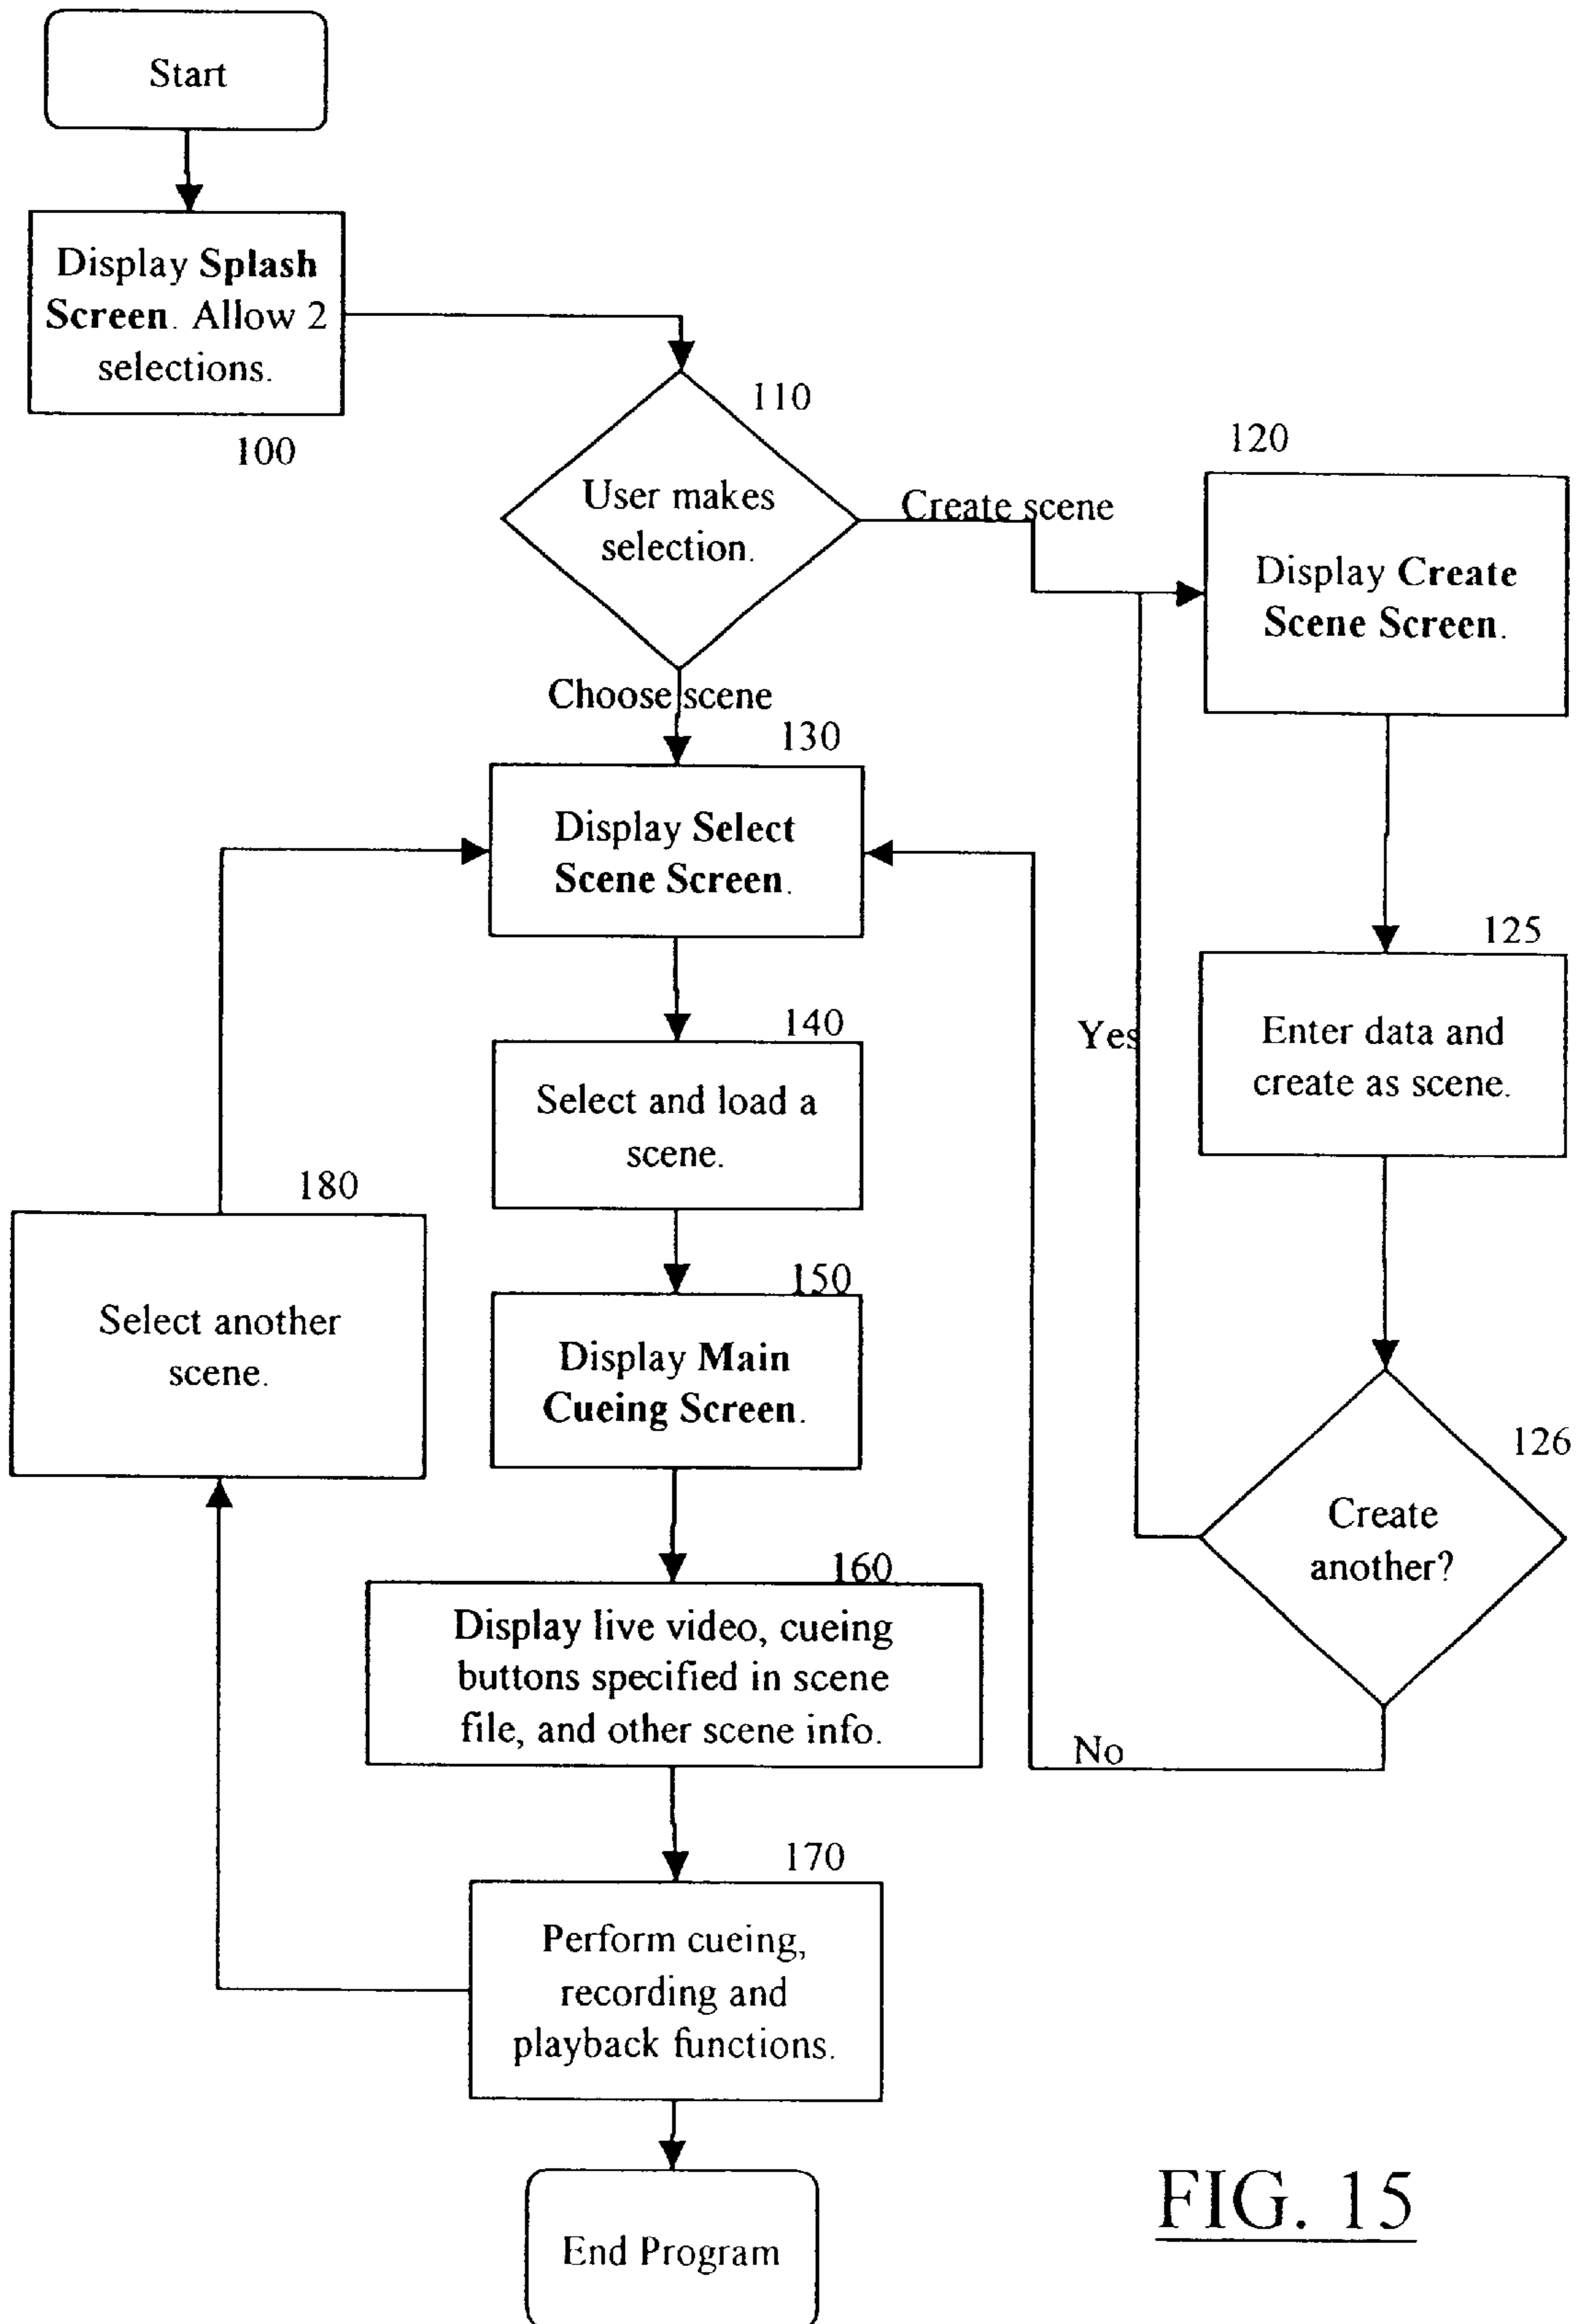 Start
Display Splash
Screen. Allow 2
selections.
100
110
User makes
selection.
Create scene
120
Display Create
Scene Screen.
Choose scene
130
Display Select
Scene Screen.
125
Enter data and
create as scene.
Yes
140
Select and load a
scene.
180
Select another
scene.
150
Display Main
Cueing Screen.
126
Create
another?
160
Display live video, cueing
buttons specified in scene
file, and other scene info.
No
170
Perform cueing,
recording and
playback functions.
End Program
FIG. 15